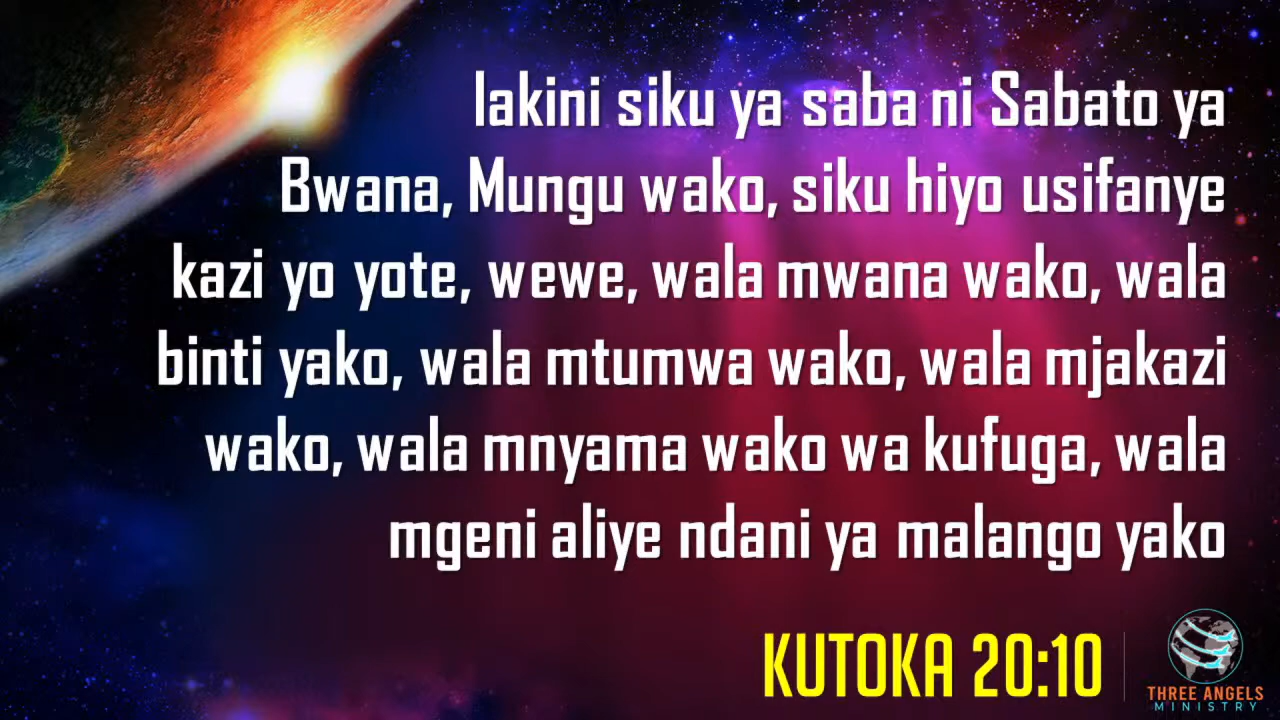 lakini siku ya saba ni Sabato ya
Bwana, Mungu wako, siku hiyo usifanye
kazi yo yote, wewe, wala mwana wako, wala
binti yako, wala mtumwa wako, wala mjakazi
wako, wala mnyama wako wa kufuga, wala
mgeni aliye ndani ya malango yako
KUTOKA 20:10
THREE ANGELS
MINISTRY